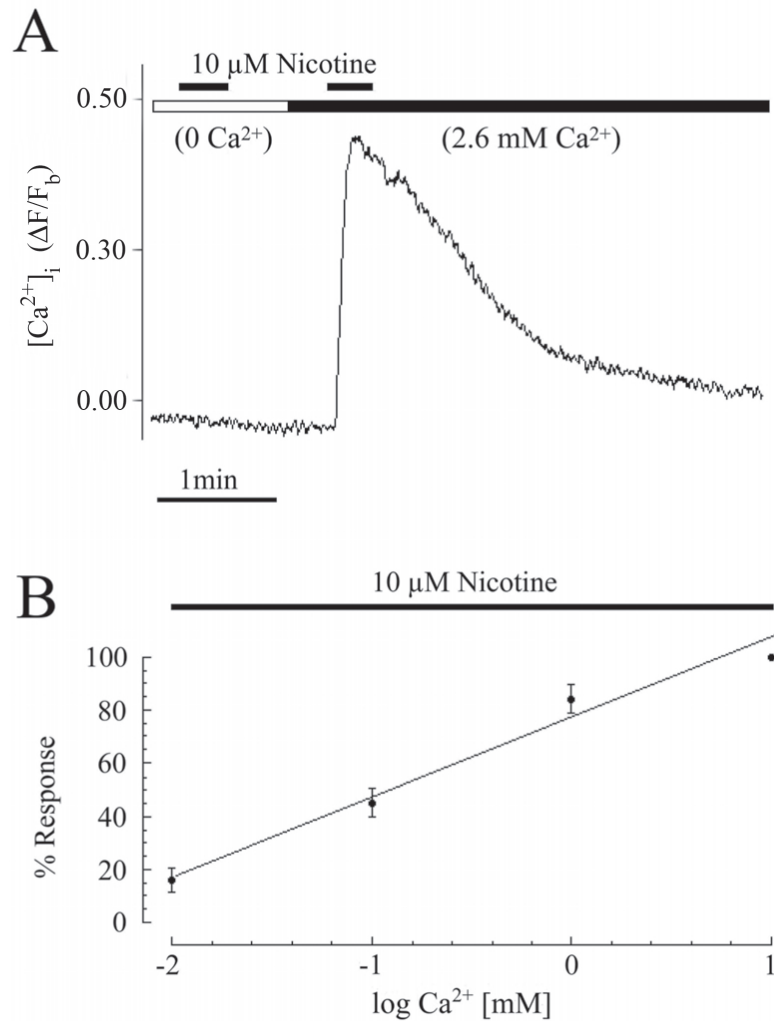 A
10 µM Nicotine
0.50
(0 Ca²⁺)
(2.6 mM Ca²⁺)
[Ca²⁺]ᵢ (ΔF/F_b)
0.30
0.00
1min
B
10 µM Nicotine
100
80
60
40
20
0
% Response
-2
-1
0
1
log Ca²⁺ [mM]